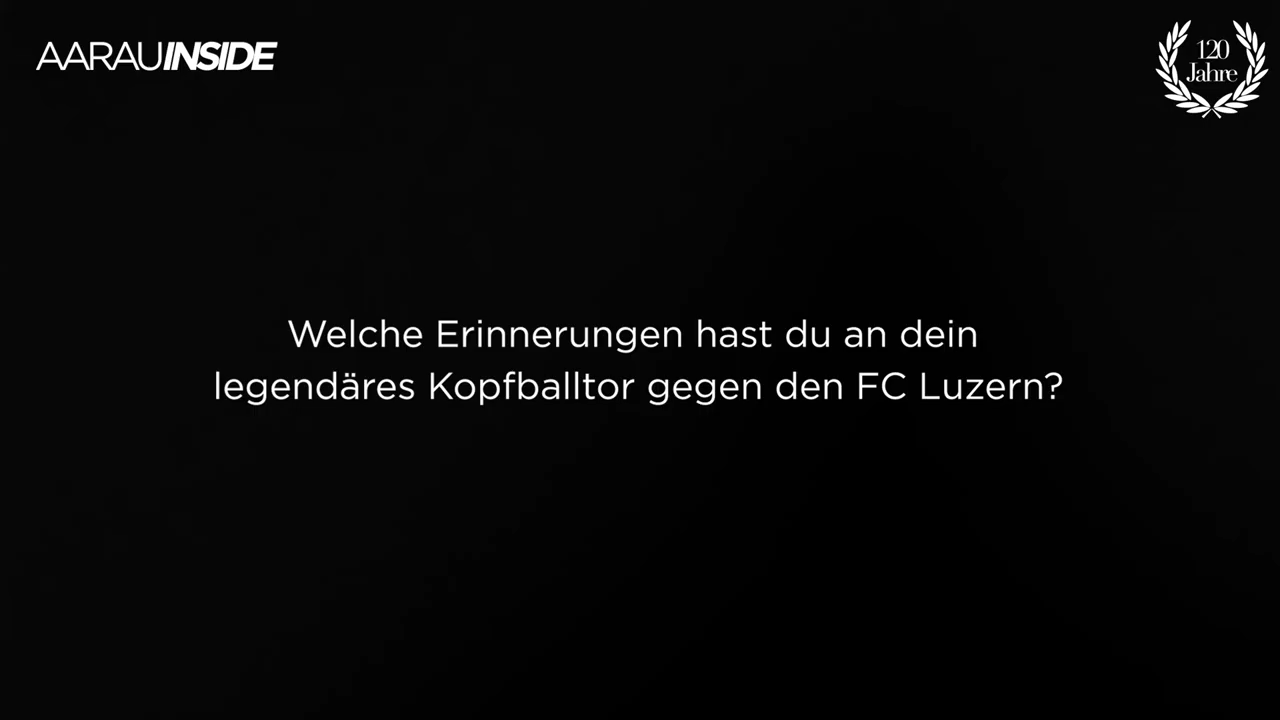 AARAUINSIDE
120
Jahre
Welche Erinnerungen hast du an dein
legendäres Kopfballtor gegen den FC Luzern?